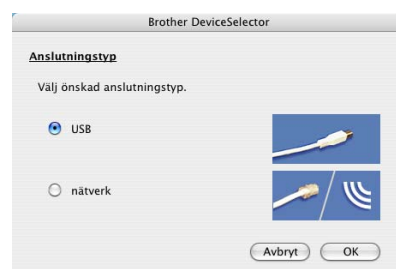 Brother DeviceSelector
Anslutningstyp
Välj önskad anslutningstyp.
USB
nätverk
Avbryt OK